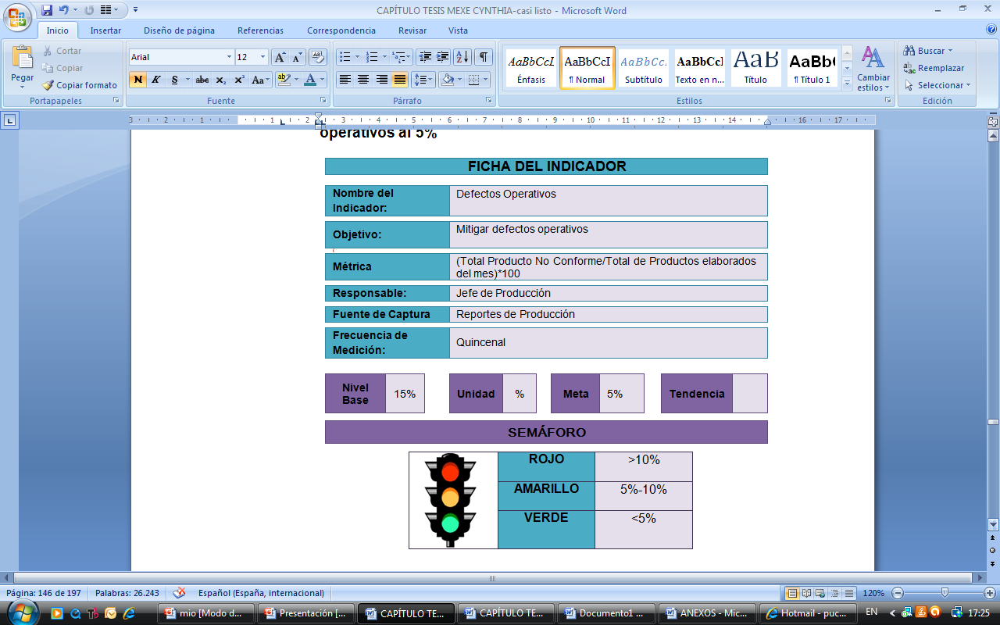 CAPÍTULO TESIS MEXE CYNTHIA-casi listo - Microsoft Word
Inicio Insertar Diseño de página Referencias Correspondencia Revisar Vista
Pegar
Cortar
Copiar
Copiar formato
Portapapeles
Arial 12
N K S abc x₂ x² Aa
Fuente
Párrafo
AaBbCcI AaBbCcI AaBbCc. AaBbCcI AaB AaBb(
Énfasis ¶ Normal Subtítulo Texto en n... Título ¶ Título 1
Cambiar estilos
Estilos
Buscar
Reemplazar
Seleccionar
Edición
3 2 1 1 2 3 4 5 6 7 8 9 10 11 12 13 14 16 17
operativos al 5%
FICHA DEL INDICADOR
Nombre del
Indicador:
Defectos Operativos
Objetivo:
Mitigar defectos operativos
Métrica
(Total Producto No Conforme/Total de Productos elaborados
del mes)*100
Responsable:
Jefe de Producción
Fuente de Captura
Reportes de Producción
Frecuencia de
Medición:
Quincenal
Nivel
Base
15%
Unidad
%
Meta
5%
Tendencia
SEMÁFORO
ROJO >10%
AMARILLO 5%-10%
VERDE <5%
Página: 146 de 197 Palabras: 26.243 Español (España, internacional) 120%
mio [Modo d... Presentación [... CAPÍTULO TE... CAPÍTULO TE... Documento1 ... ANEXOS - Mic... Hotmail - puc... EN 17:25